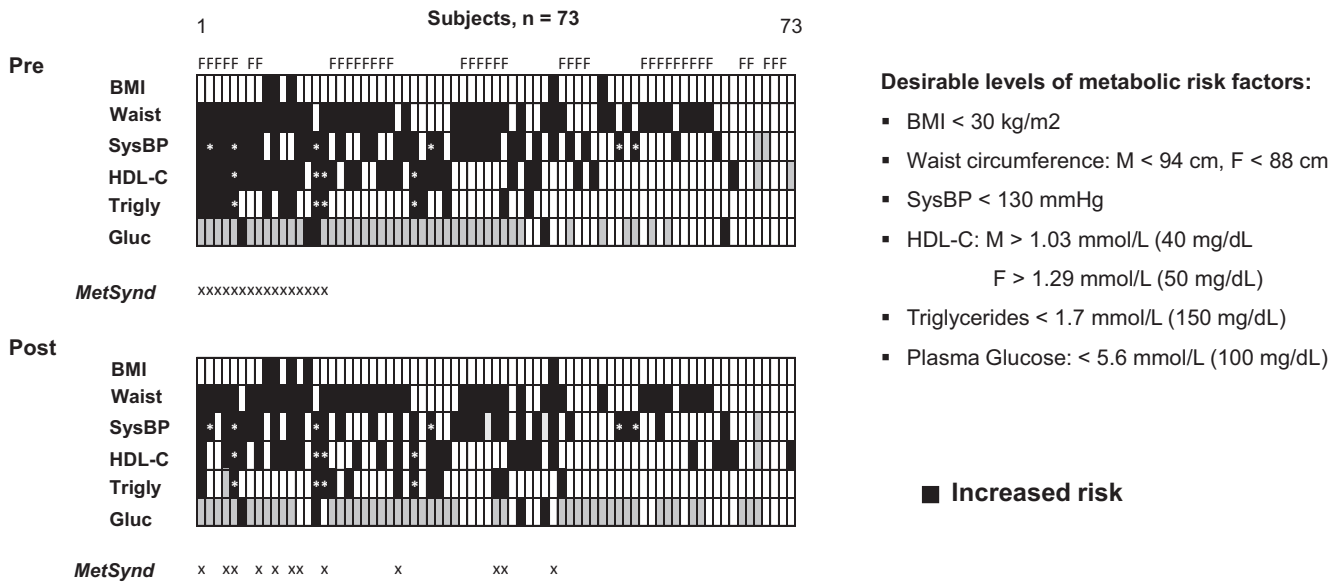 Subjects, n = 73
1 73
Pre
FFFFF FF FFFFFFFF FFFFFF FFFF FFFFFFFFF FF FFF
BMI
Waist
SysBP * * * * * *
HDL-C * ** *
Trigly * ** *
Gluc
MetSynd xxxxxxxxxxxxxxxx
Post
BMI
Waist
SysBP * * * * * *
HDL-C * ** *
Trigly * ** *
Gluc
MetSynd x xx x x xx x x xx x
Desirable levels of metabolic risk factors:
▪ BMI < 30 kg/m2
▪ Waist circumference: M < 94 cm, F < 88 cm
▪ SysBP < 130 mmHg
▪ HDL-C: M > 1.03 mmol/L (40 mg/dL
F > 1.29 mmol/L (50 mg/dL)
▪ Triglycerides < 1.7 mmol/L (150 mg/dL)
▪ Plasma Glucose: < 5.6 mmol/L (100 mg/dL)
■ Increased risk